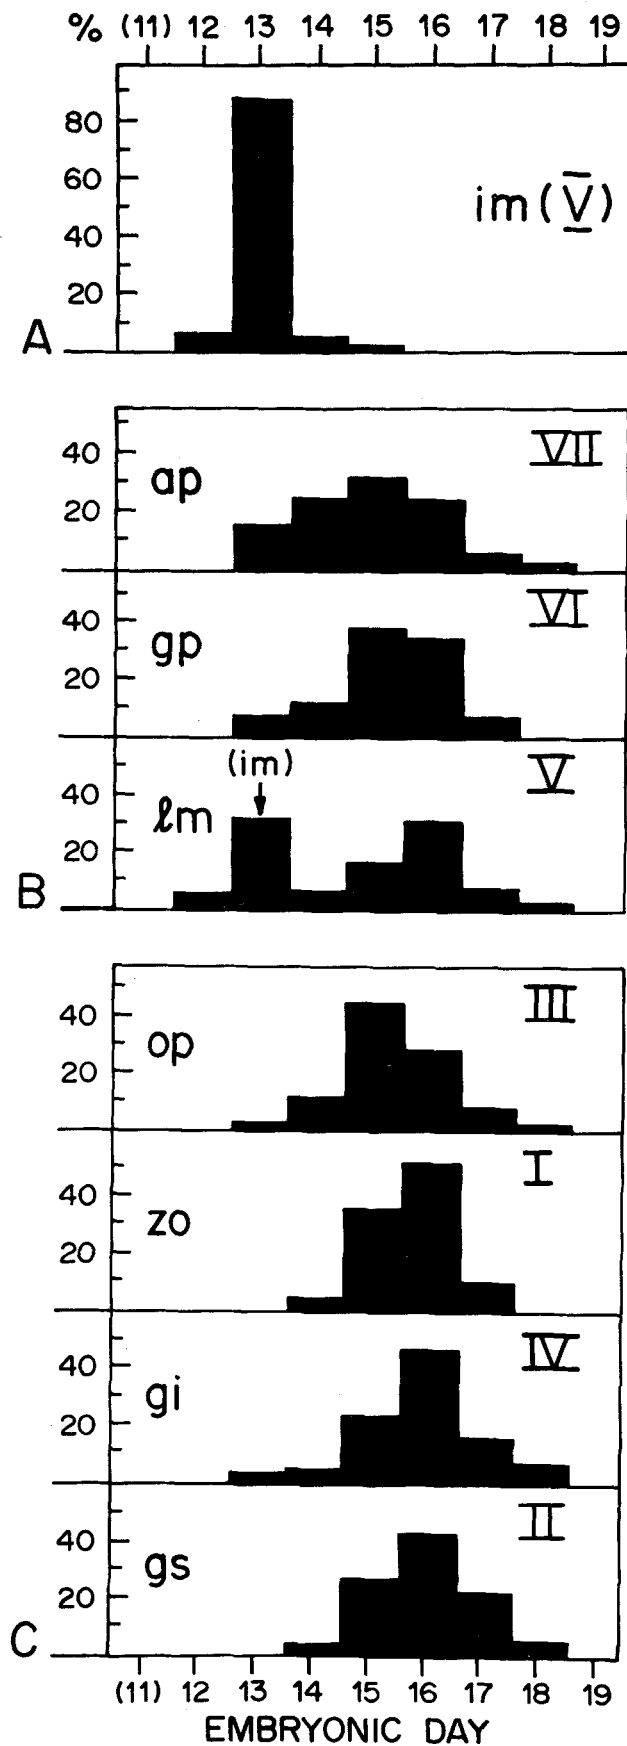 % (11) 12 13 14 15 16 17 18 19
80
60
40
20
im (V)
A
40
20
ap
VII
40
20
gp
VI
40
20
(im)
lm
V
B
40
20
op
III
40
20
zo
I
40
20
gi
IV
40
20
gs
II
C
(11) 12 13 14 15 16 17 18 19
EMBRYONIC DAY